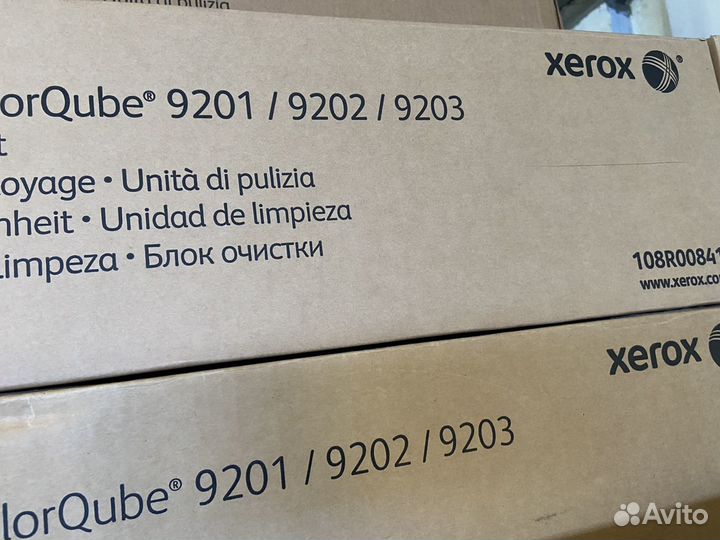 xerox
lorQube® 9201 / 9202 / 9203
t
oyage • Unità di pulizia
nheit • Unidad de limpieza
Limpeza • Блок очистки
108R00841
www.xerox.co
xerox
lorQube® 9201 / 9202 / 9203
Avito